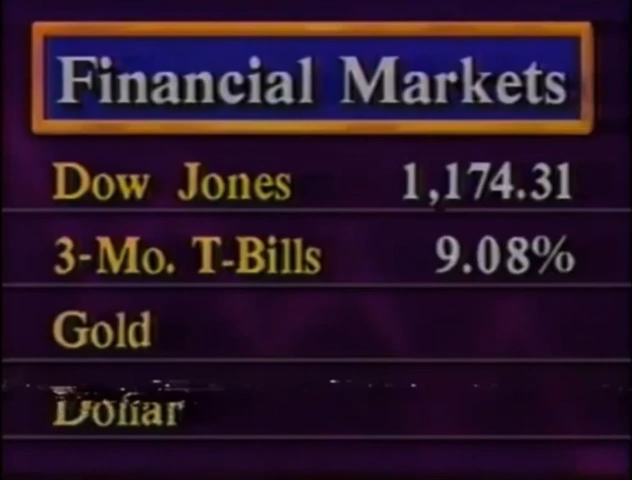 Financial Markets
Dow Jones 1,174.31
3-Mo. T-Bills 9.08%
Gold
Dollar